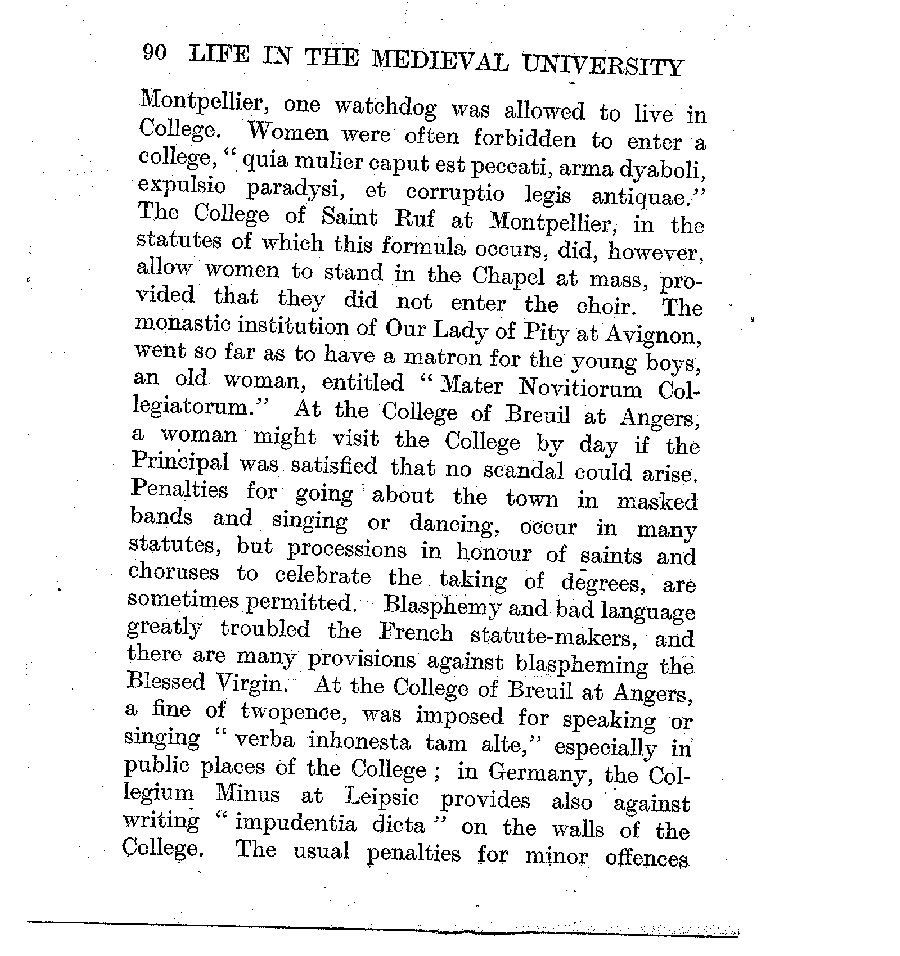 90 LIFE IN THE MEDIEVAL UNIVERSITY
Montpellier, one watchdog was allowed to live in
College. Women were often forbidden to enter a
college, “ quia mulier caput est peccati, arma dyaboli,
expulsio paradysi, et corruptio legis antiquae.”
The College of Saint Ruf at Montpellier, in the
statutes of which this formula occurs, did, however,
allow women to stand in the Chapel at mass, pro-
vided that they did not enter the choir. The
monastic institution of Our Lady of Pity at Avignon,
went so far as to have a matron for the young boys,
an old woman, entitled “ Mater Novitiorum Col-
legiatorum.” At the College of Breuil at Angers,
a woman might visit the College by day if the
Principal was satisfied that no scandal could arise.
Penalties for going about the town in masked
bands and singing or dancing, occur in many
statutes, but processions in honour of saints and
choruses to celebrate the taking of degrees, are
sometimes permitted. Blasphemy and bad language
greatly troubled the French statute-makers, and
there are many provisions against blaspheming the
Blessed Virgin. At the College of Breuil at Angers,
a fine of twopence, was imposed for speaking or
singing “ verba inhonesta tam alte,” especially in
public places of the College ; in Germany, the Col-
legium Minus at Leipsic provides also against
writing “ impudentia dicta ” on the walls of the
College. The usual penalties for minor offences